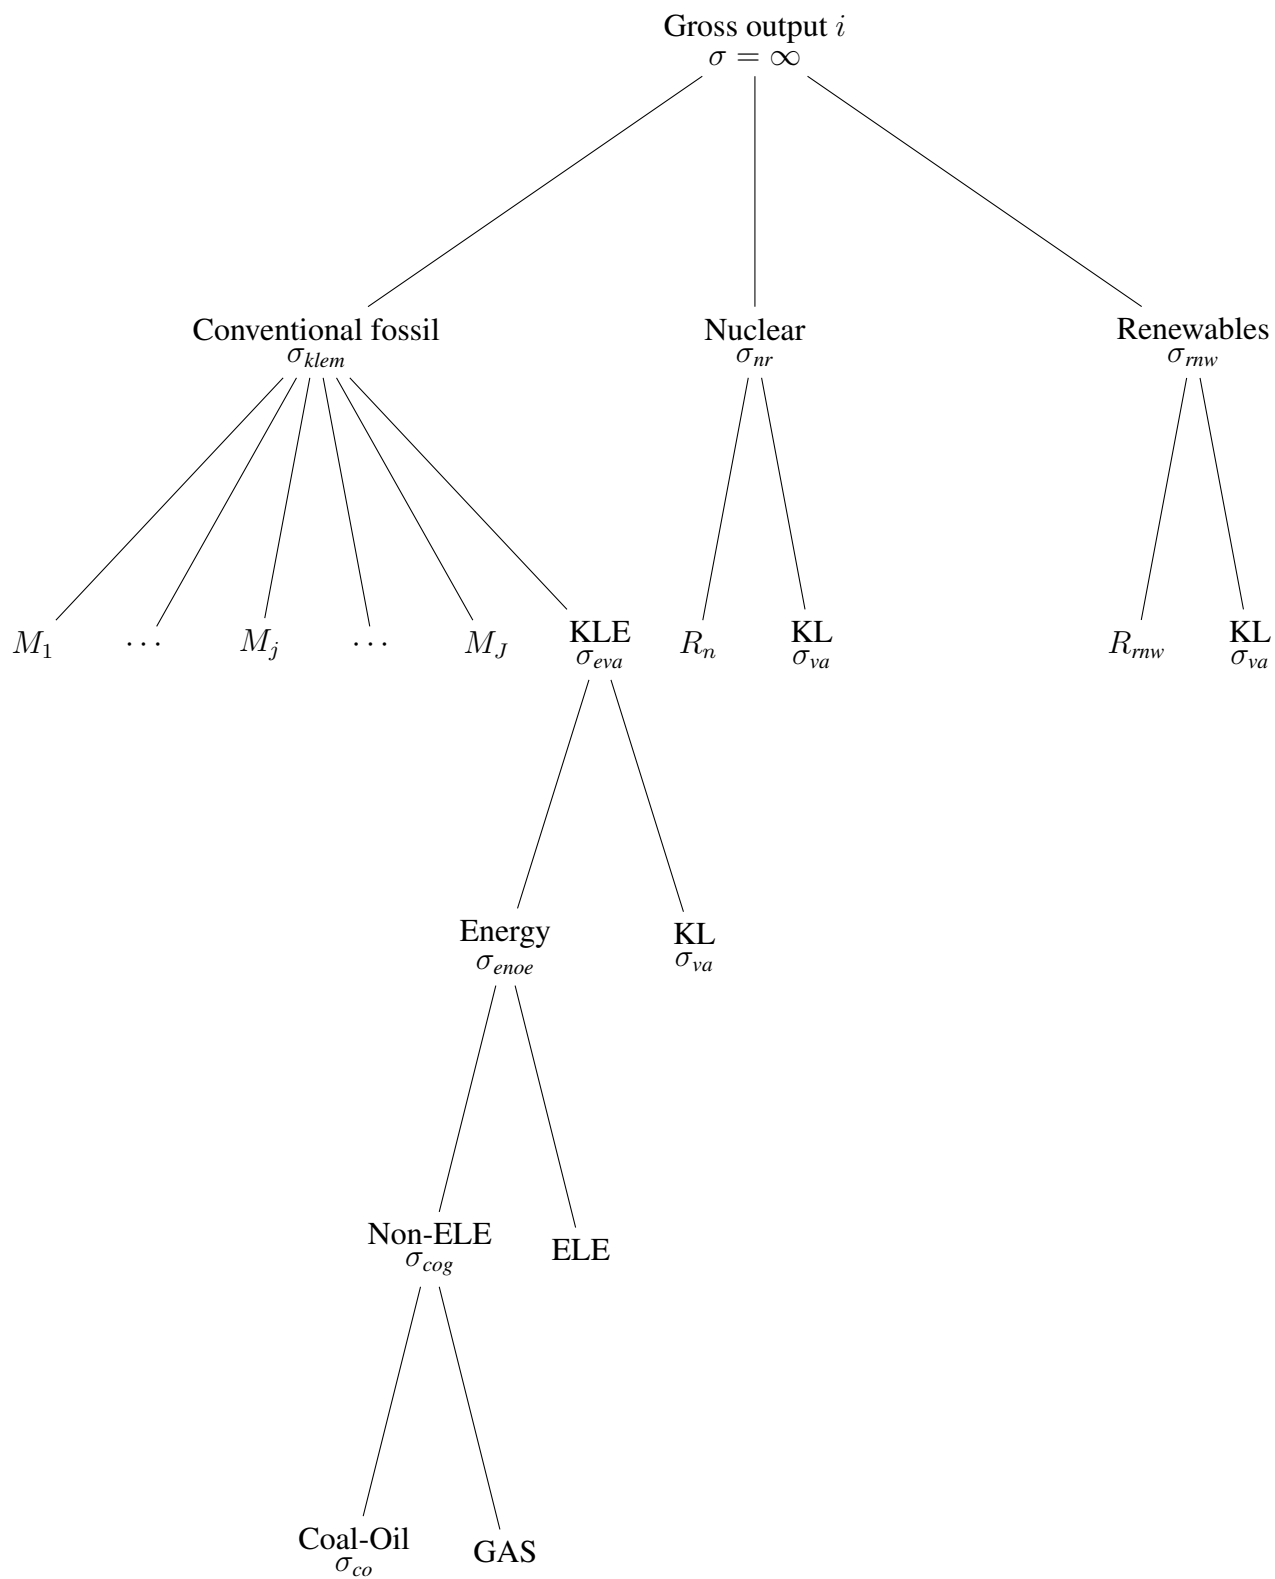 Gross output i
σ = ∞
Conventional fossil
σ_klem
Nuclear
σ_nr
Renewables
σ_rnw
M_1
···
M_j
···
M_J
KLE
σ_eva
R_n
KL
σ_va
R_rnw
KL
σ_va
Energy
σ_enoe
KL
σ_va
Non-ELE
σ_cog
ELE
Coal-Oil
σ_co
GAS